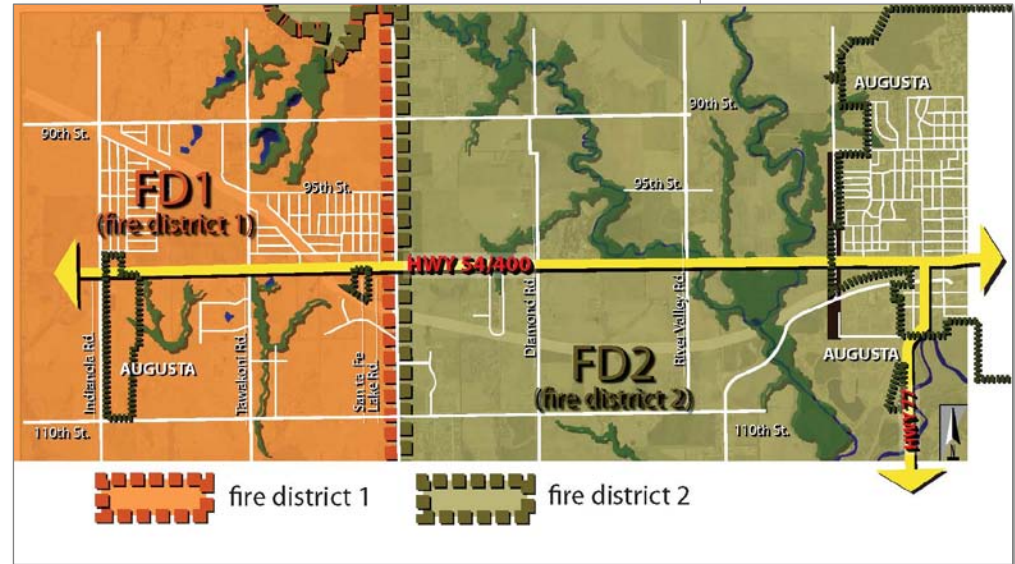 AUGUSTA
90th St.
90th St.
95th St.
95th St.
FD1
(fire district 1)
HWY 54/400
Indianola Rd.
Tawakoni Rd.
Santa Fe
Lake Rd.
Diamond Rd.
River Valley Rd.
AUGUSTA
FD2
(fire district 2)
AUGUSTA
HWY 77
110th St.
110th St.
fire district 1
fire district 2